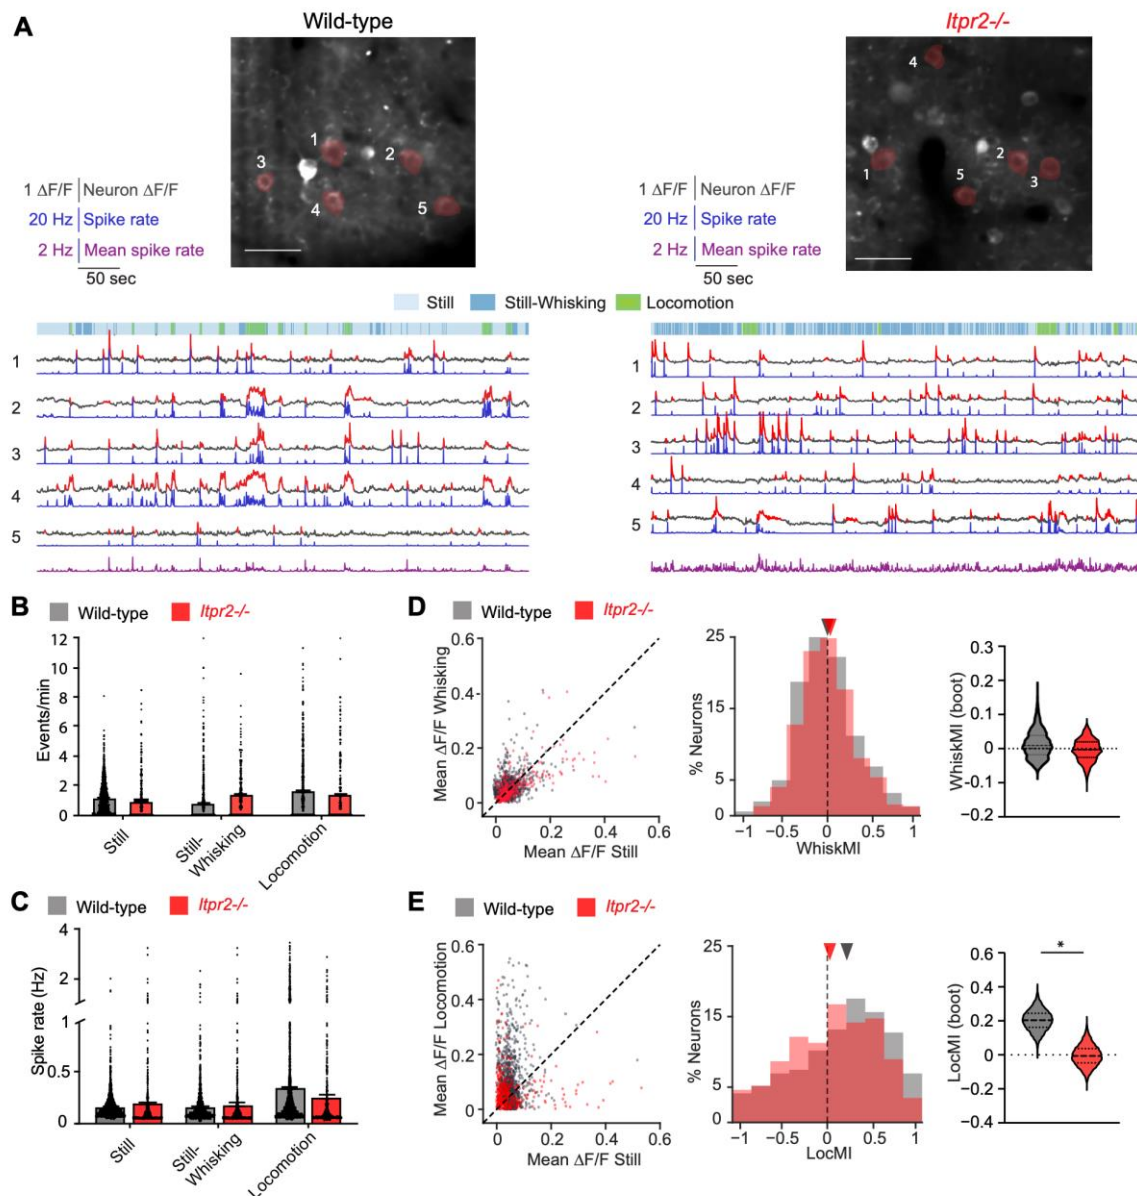 A
Wild-type
Itpr2-/-
1
2
3
4
5
4
1
2
3
5
1 ΔF/F Neuron ΔF/F
20 Hz Spike rate
2 Hz Mean spike rate
50 sec
1 ΔF/F Neuron ΔF/F
20 Hz Spike rate
2 Hz Mean spike rate
50 sec
Still Still-Whisking Locomotion
1
2
3
4
5
1
2
3
4
5
B
Wild-type Itpr2-/-
Events/min
12
10
8
6
4
2
0
Still
Still-
Whisking
Locomotion
D
Wild-type Itpr2-/-
Mean ΔF/F Whisking
0.6
0.4
0.2
0
0 0.2 0.4 0.6
Mean ΔF/F Still
% Neurons
25
15
5
0
−1 −0.5 0 0.5 1
WhiskMI
WhiskMI (boot)
0.3
0.1
0
−0.1
−0.2
C
Wild-type Itpr2-/-
Spike rate (Hz)
4
2
1
0.5
0
Still
Still-
Whisking
Locomotion
E
Wild-type Itpr2-/-
Mean ΔF/F Locomotion
0.6
0.4
0.2
0
0 0.2 0.4 0.6
Mean ΔF/F Still
% Neurons
25
15
5
0
−1 −0.5 0 0.5 1
LocMI
LocMI (boot)
0.6
0.4
0.2
0
−0.2
−0.4
*